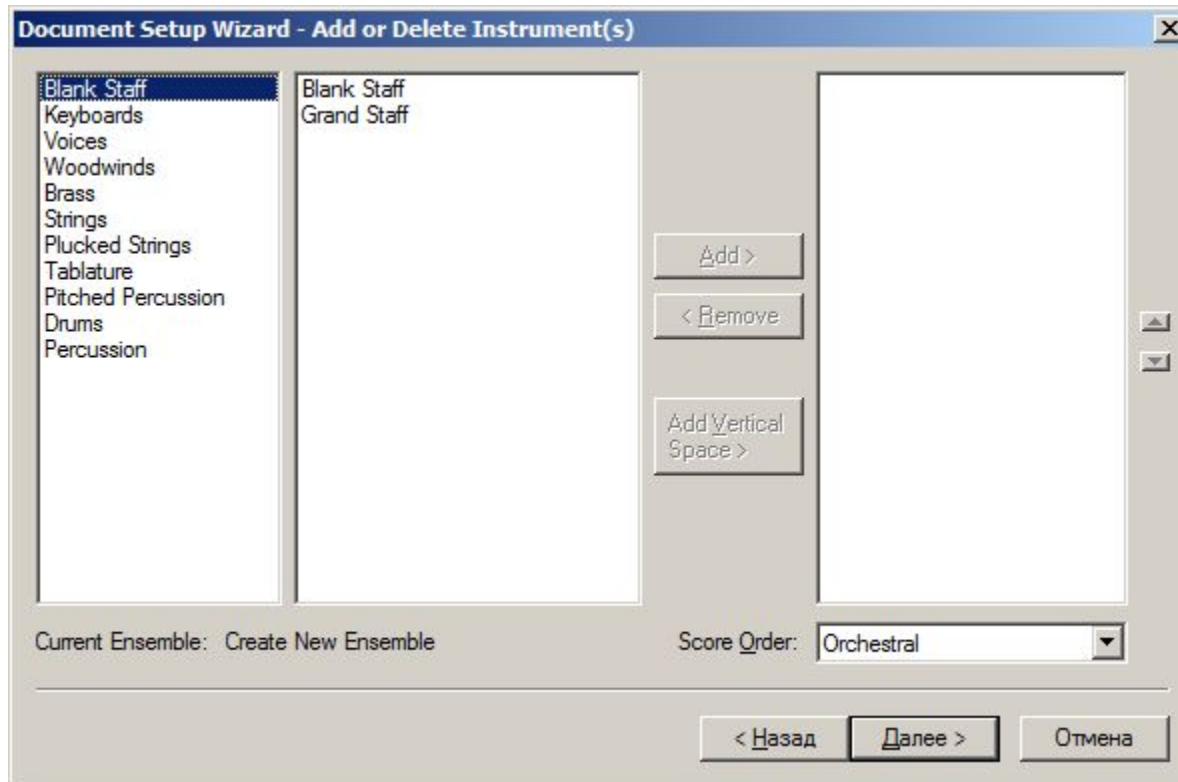 Document Setup Wizard - Add or Delete Instrument(s)
Blank Staff
Keyboards
Voices
Woodwinds
Brass
Strings
Plucked Strings
Tablature
Pitched Percussion
Drums
Percussion
Blank Staff
Grand Staff
Add >
< Remove
Add Vertical
Space >
Current Ensemble: Create New Ensemble
Score Order: Orchestral
< Назад
Далее >
Отмена